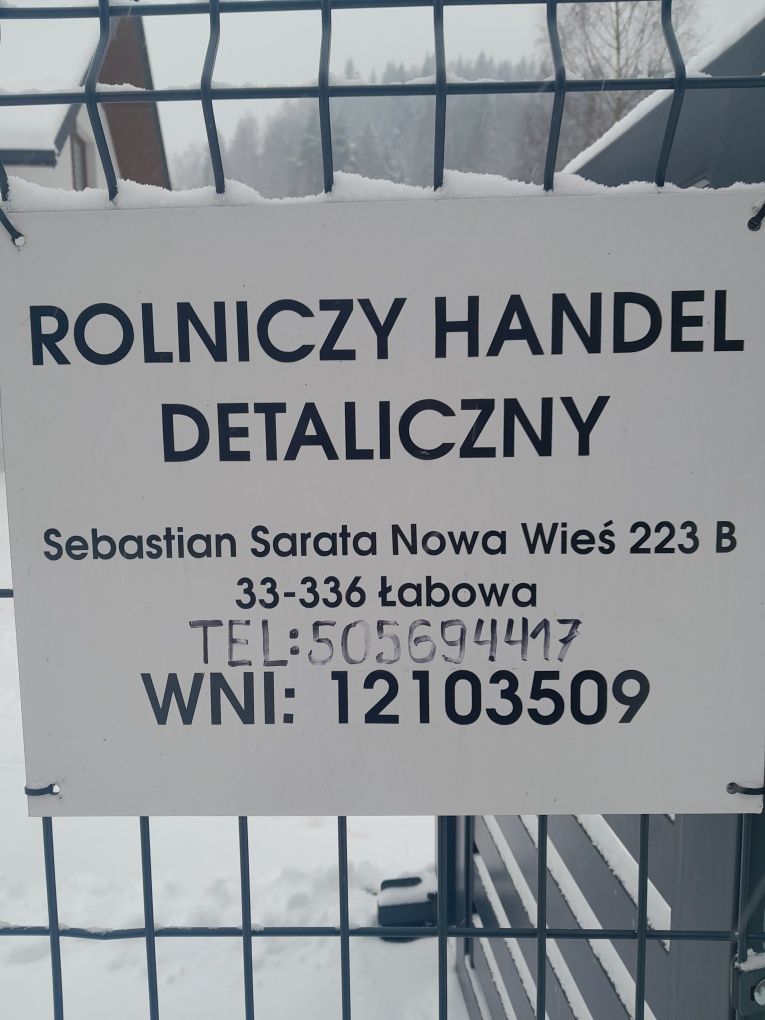 ROLNICZY HANDEL
DETALICZNY
Sebastian Sarata Nowa Wieś 223 B
33-336 Łabowa
TEL:505694417
WNI: 12103509